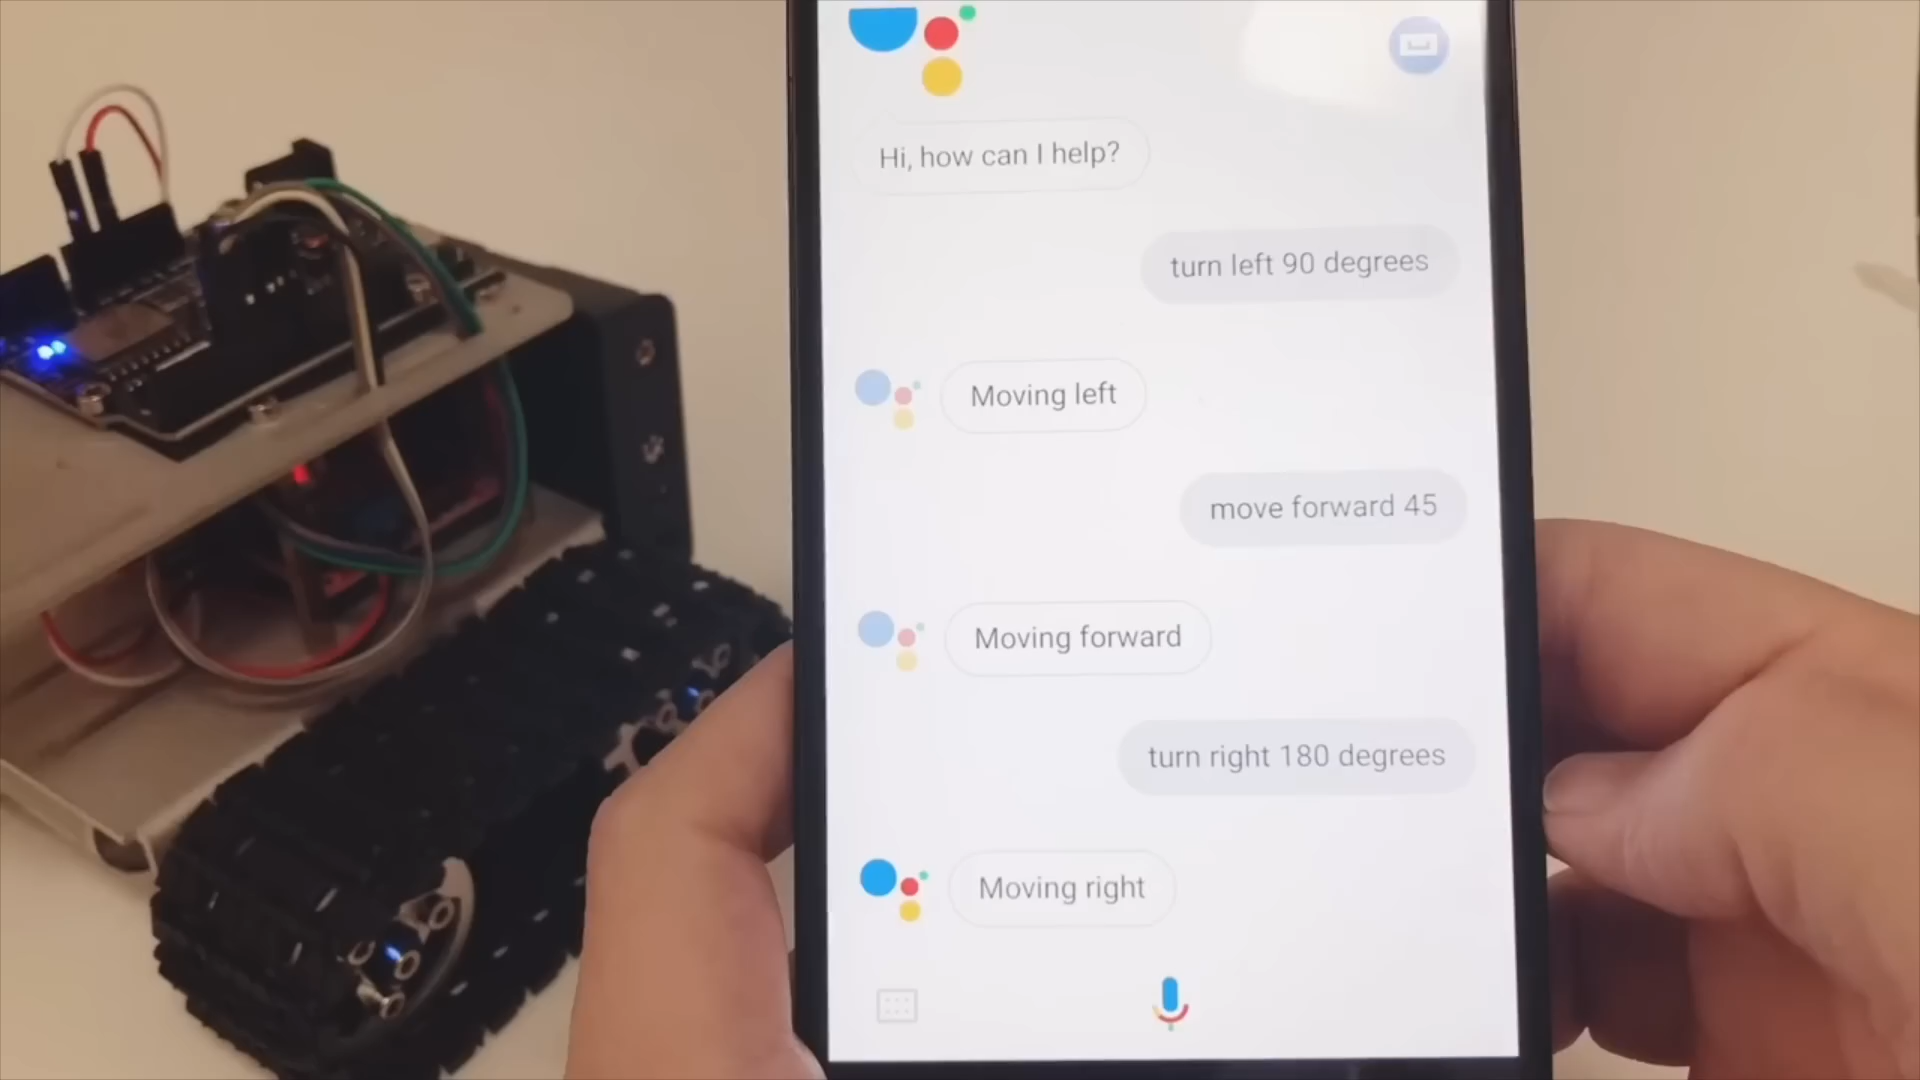 Hi, how can I help?
turn left 90 degrees
Moving left
move forward 45
Moving forward
turn right 180 degrees
Moving right